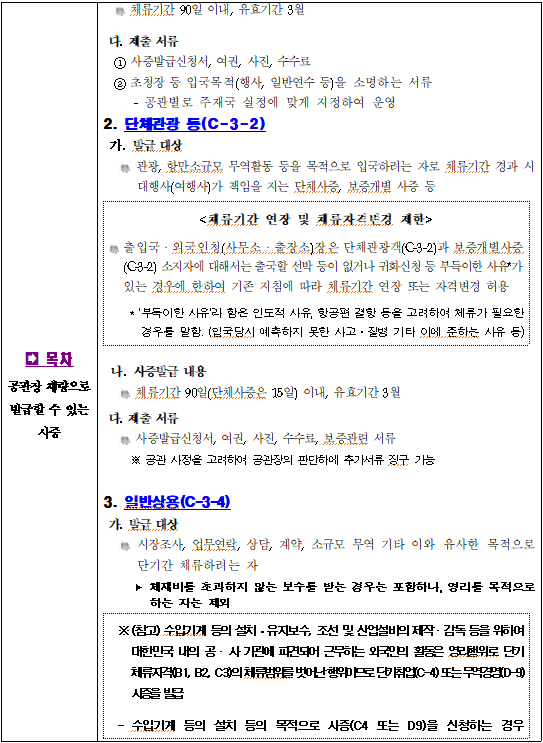 체류기간 90일 이내, 유효기간 3월
다. 제출 서류
① 사증발급신청서, 여권, 사진, 수수료
② 초청장 등 입국목적(행사, 일반연수 등)을 소명하는 서류
- 공관별로 주재국 실정에 맞게 지정하여 운영
2. 단체관광 등(C-3-2)
가. 발급 대상
관광, 항만소규모 무역활동 등을 목적으로 입국하려는 자로 체류기간 경과 시
대행사(여행사)가 책임을 지는 단체사증, 보증개별 사증 등
<체류기간 연장 및 체류자격변경 제한>
출입국·외국인청(사무소·출장소)장은 단체관광객(C-3-2)과 보증개별사증
(C-3-2) 소지자에 대해서는 출국할 선박 등이 없거나 귀화신청 등 부득이한 사유*가
있는 경우에 한하여 기존 지침에 따라 체류기간 연장 또는 자격변경 허용
* '부득이한 사유'라 함은 인도적 사유, 항공편 결항 등을 고려하여 체류가 필요한
경우를 말함. (입국당시 예측하지 못한 사고·질병 기타 이에 준하는 사유 등)
목차
공관장 재량으로
발급할 수 있는
사증
나. 사증발급 내용
체류기간 90일(단체사증은 15일) 이내, 유효기간 3월
다. 제출 서류
사증발급신청서, 여권, 사진, 수수료, 보증관련 서류
※ 공관 사정을 고려하여 공관장의 판단하에 추가서류 징구 가능
3. 일반상용(C-3-4)
가. 발급 대상
시장조사, 업무연락, 상담, 계약, 소규모 무역 기타 이와 유사한 목적으로
단기간 체류하려는 자
▶ 체재비를 초과하지 않는 보수를 받는 경우는 포함하나, 영리를 목적으로
하는 자는 제외
※ (참고) 수입기계 등의 설치·유지보수, 조선 및 산업설비의 제작·감독 등을 위하여
대한민국 내의 공·사 기관에 파견되어 근무하는 외국인의 활동은 영리행위로 단기
체류자격(B1, B2, C3)의 체류범위를 벗어난 행위이므로 단기취업(C-4) 또는 무역경영(D-9)
사증을 발급
- 수입기계 등의 설치 등의 목적으로 사증(C4 또는 D9)을 신청하는 경우